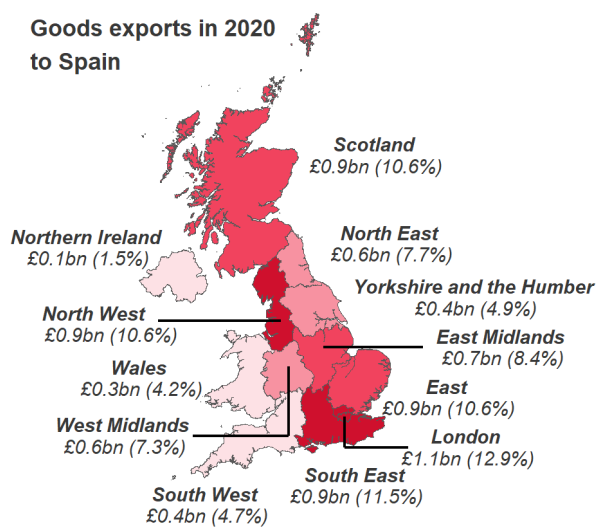 Goods exports in 2020
to Spain
Scotland
£0.9bn (10.6%)
Northern Ireland
£0.1bn (1.5%)
North East
£0.6bn (7.7%)
Yorkshire and the Humber
£0.4bn (4.9%)
North West
£0.9bn (10.6%)
East Midlands
£0.7bn (8.4%)
Wales
£0.3bn (4.2%)
East
£0.9bn (10.6%)
West Midlands
£0.6bn (7.3%)
London
£1.1bn (12.9%)
South East
£0.9bn (11.5%)
South West
£0.4bn (4.7%)